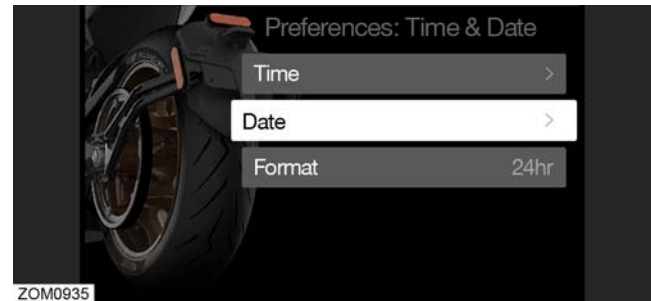 Preferences: Time & Date
Time >
Date >
Format 24hr
ZOM0935